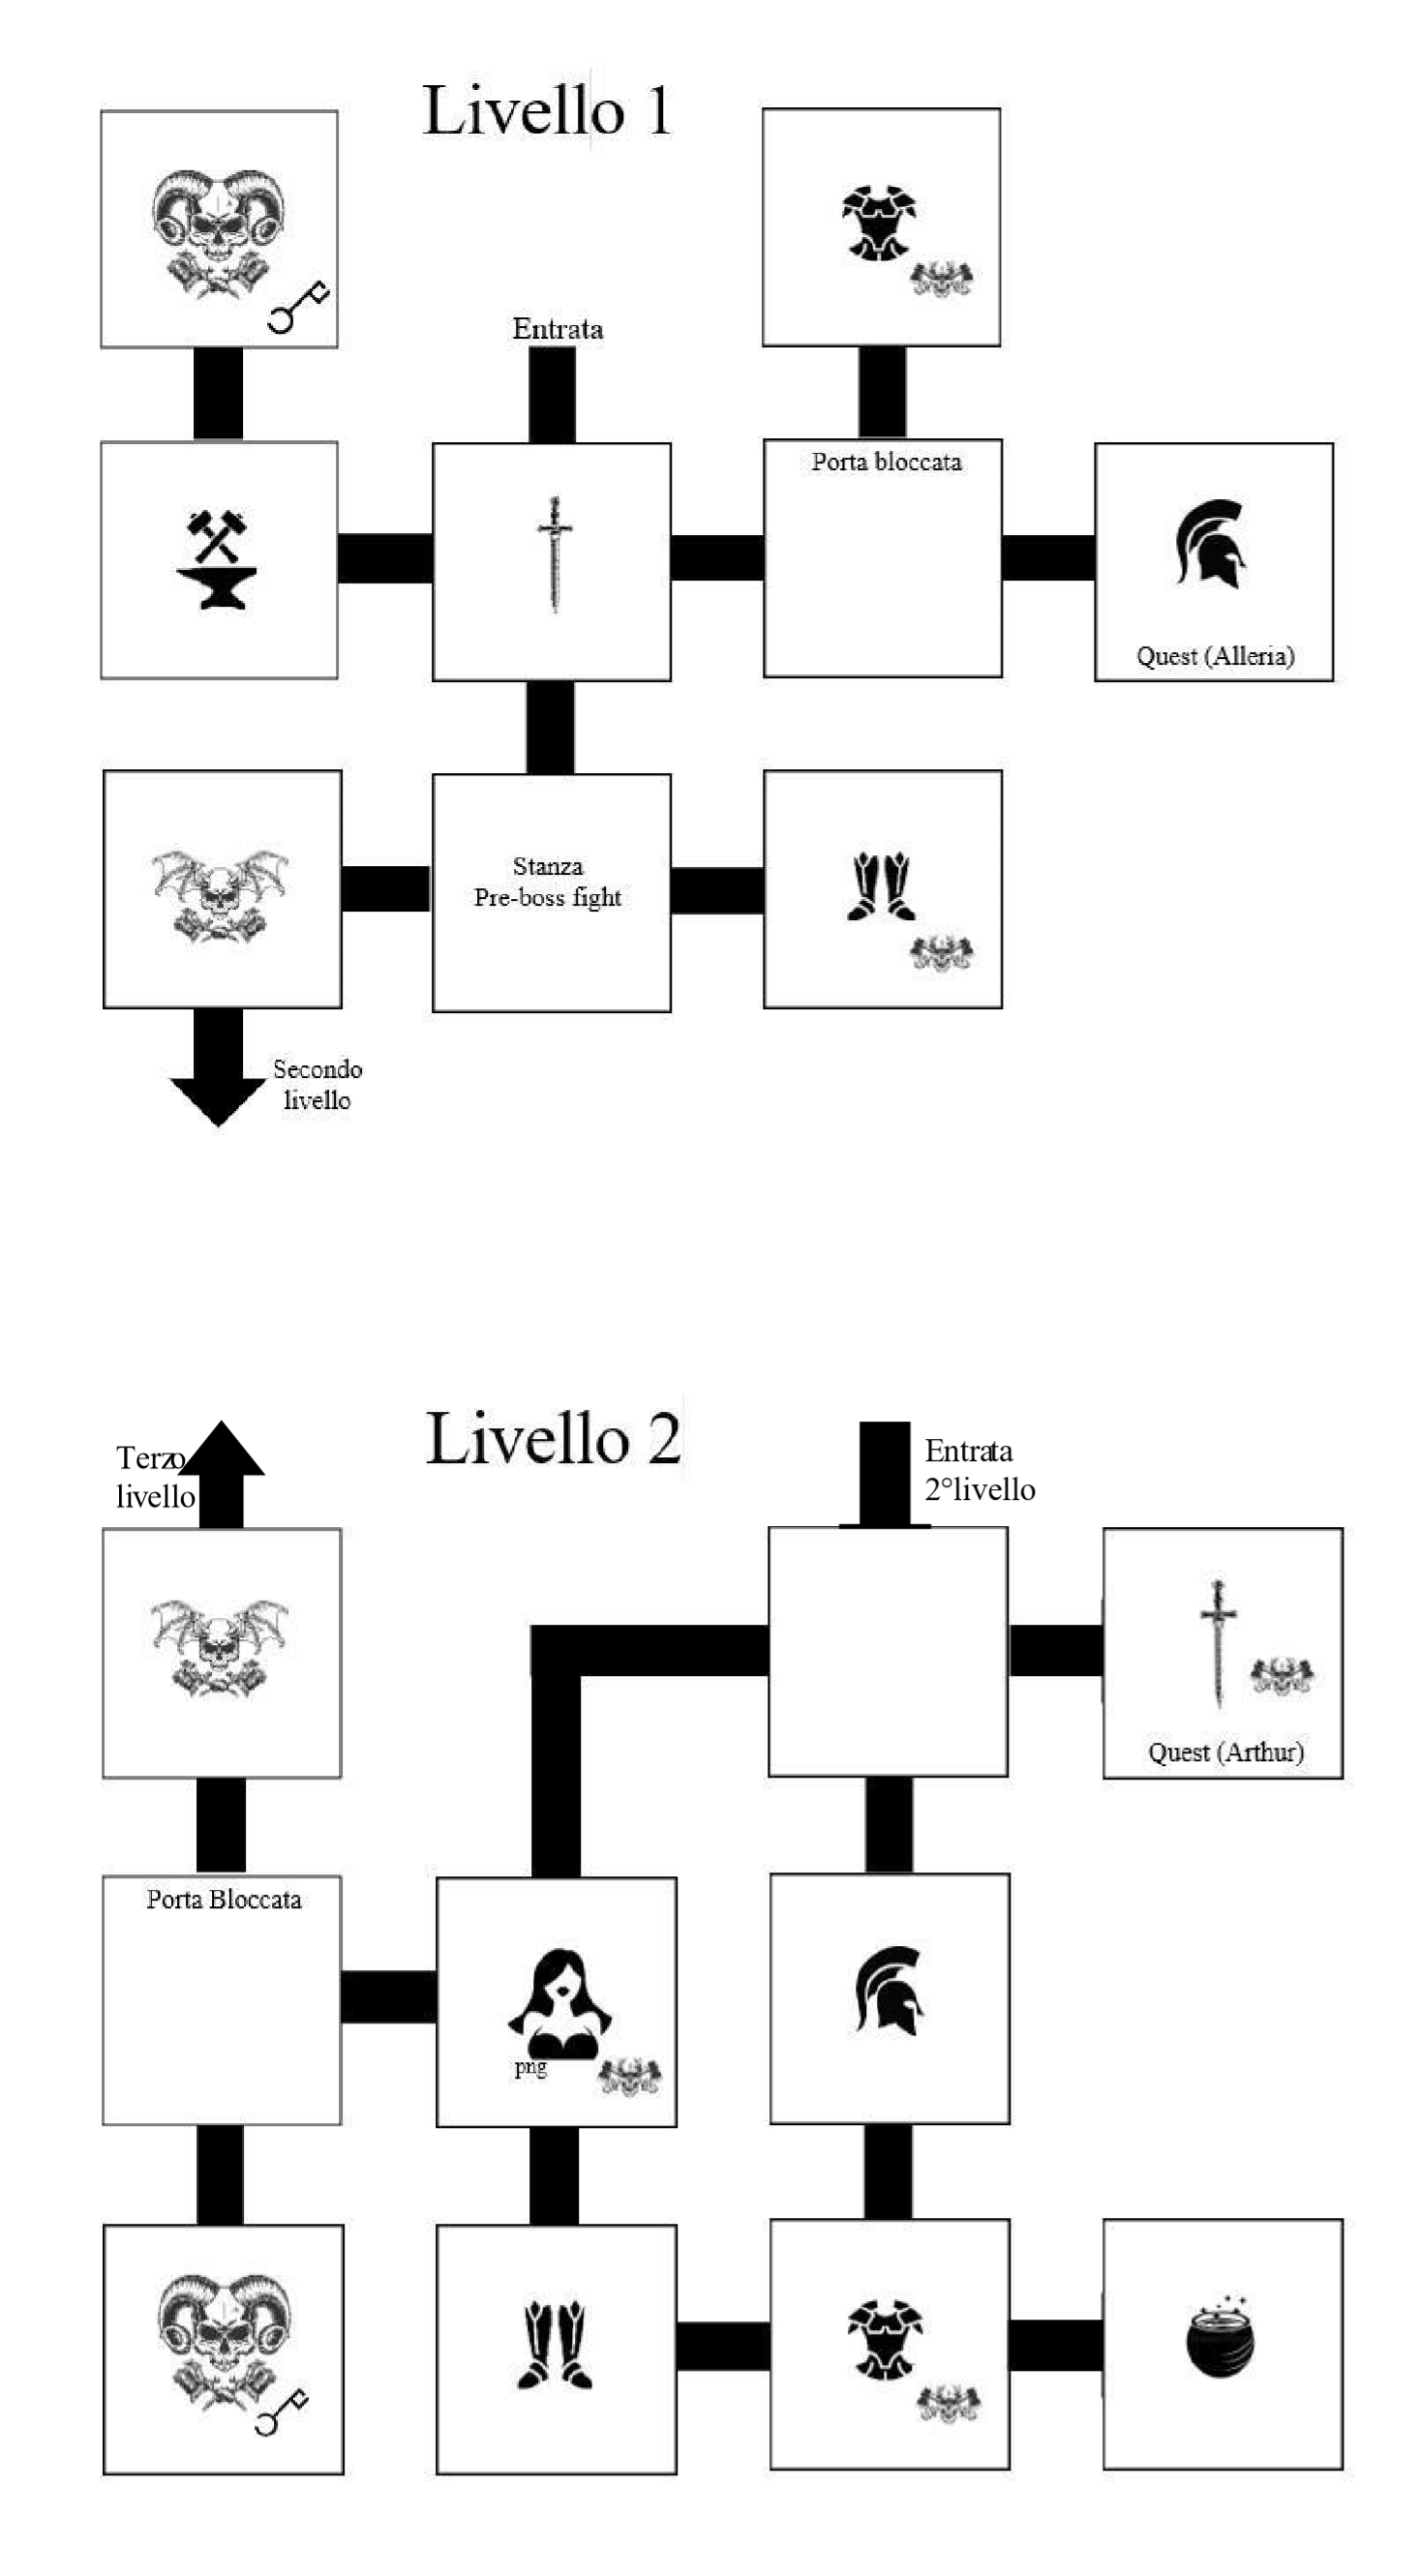 Livello 1
Entrata
Porta bloccata
Quest (Alleria)
Stanza
Pre-boss fight
Secondo
livello
Livello 2
Terzo
livello
Entrata
2°livello
Quest (Arthur)
Porta Bloccata
png